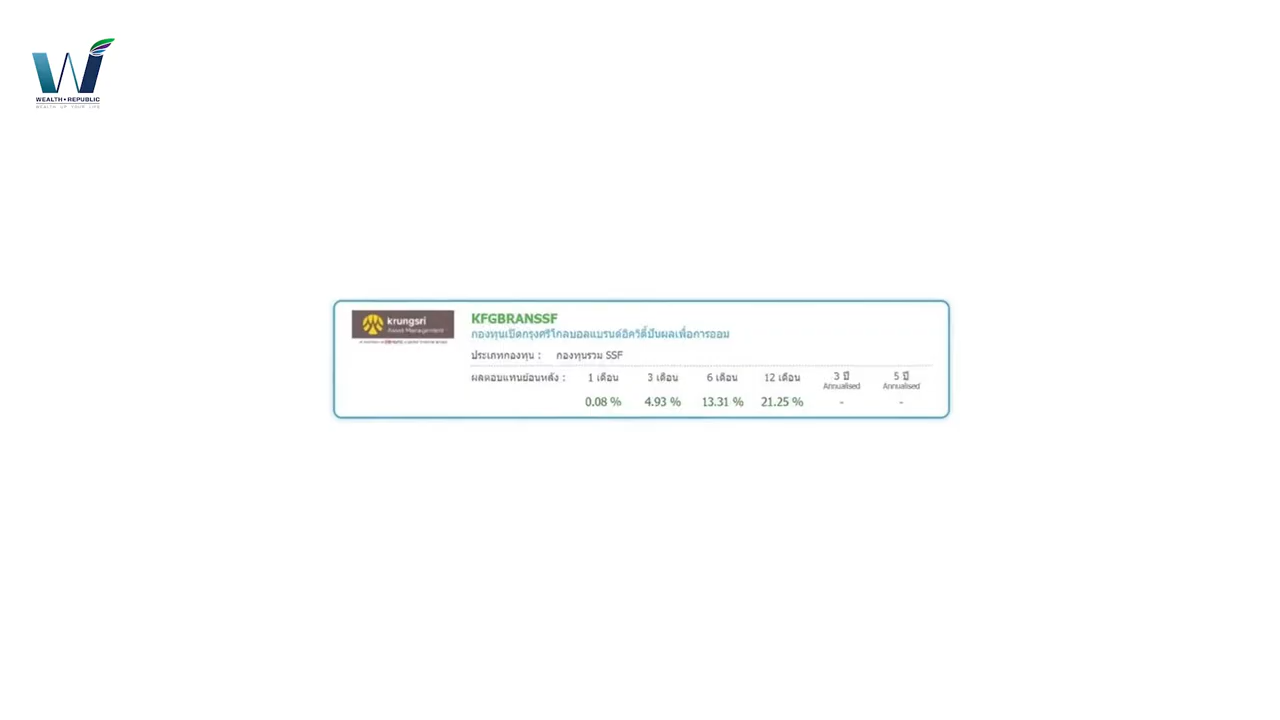 WEALTH • REPUBLIC
WEALTH UP YOUR LIFE
krungsri
Asset Management
KFGBRANSSF
กองทุนเปิดกรุงศรีโกลบอลแบรนด์อิควิตี้ปันผลเพื่อการออม
ประเภทกองทุน : กองทุนรวม SSF
ผลตอบแทนย้อนหลัง : 1 เดือน 3 เดือน 6 เดือน 12 เดือน 3 ปี 5 ปี
Annualised Annualised
0.08 % 4.93 % 13.31 % 21.25 % - -